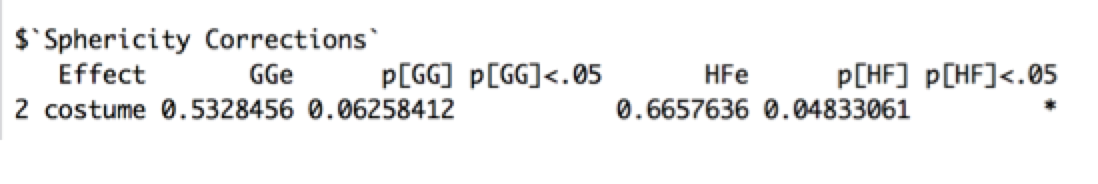 $`Sphericity Corrections`
Effect GGe p[GG] p[GG]<.05 HFe p[HF] p[HF]<.05
2 costume 0.5328456 0.06258412 0.6657636 0.04833061 *